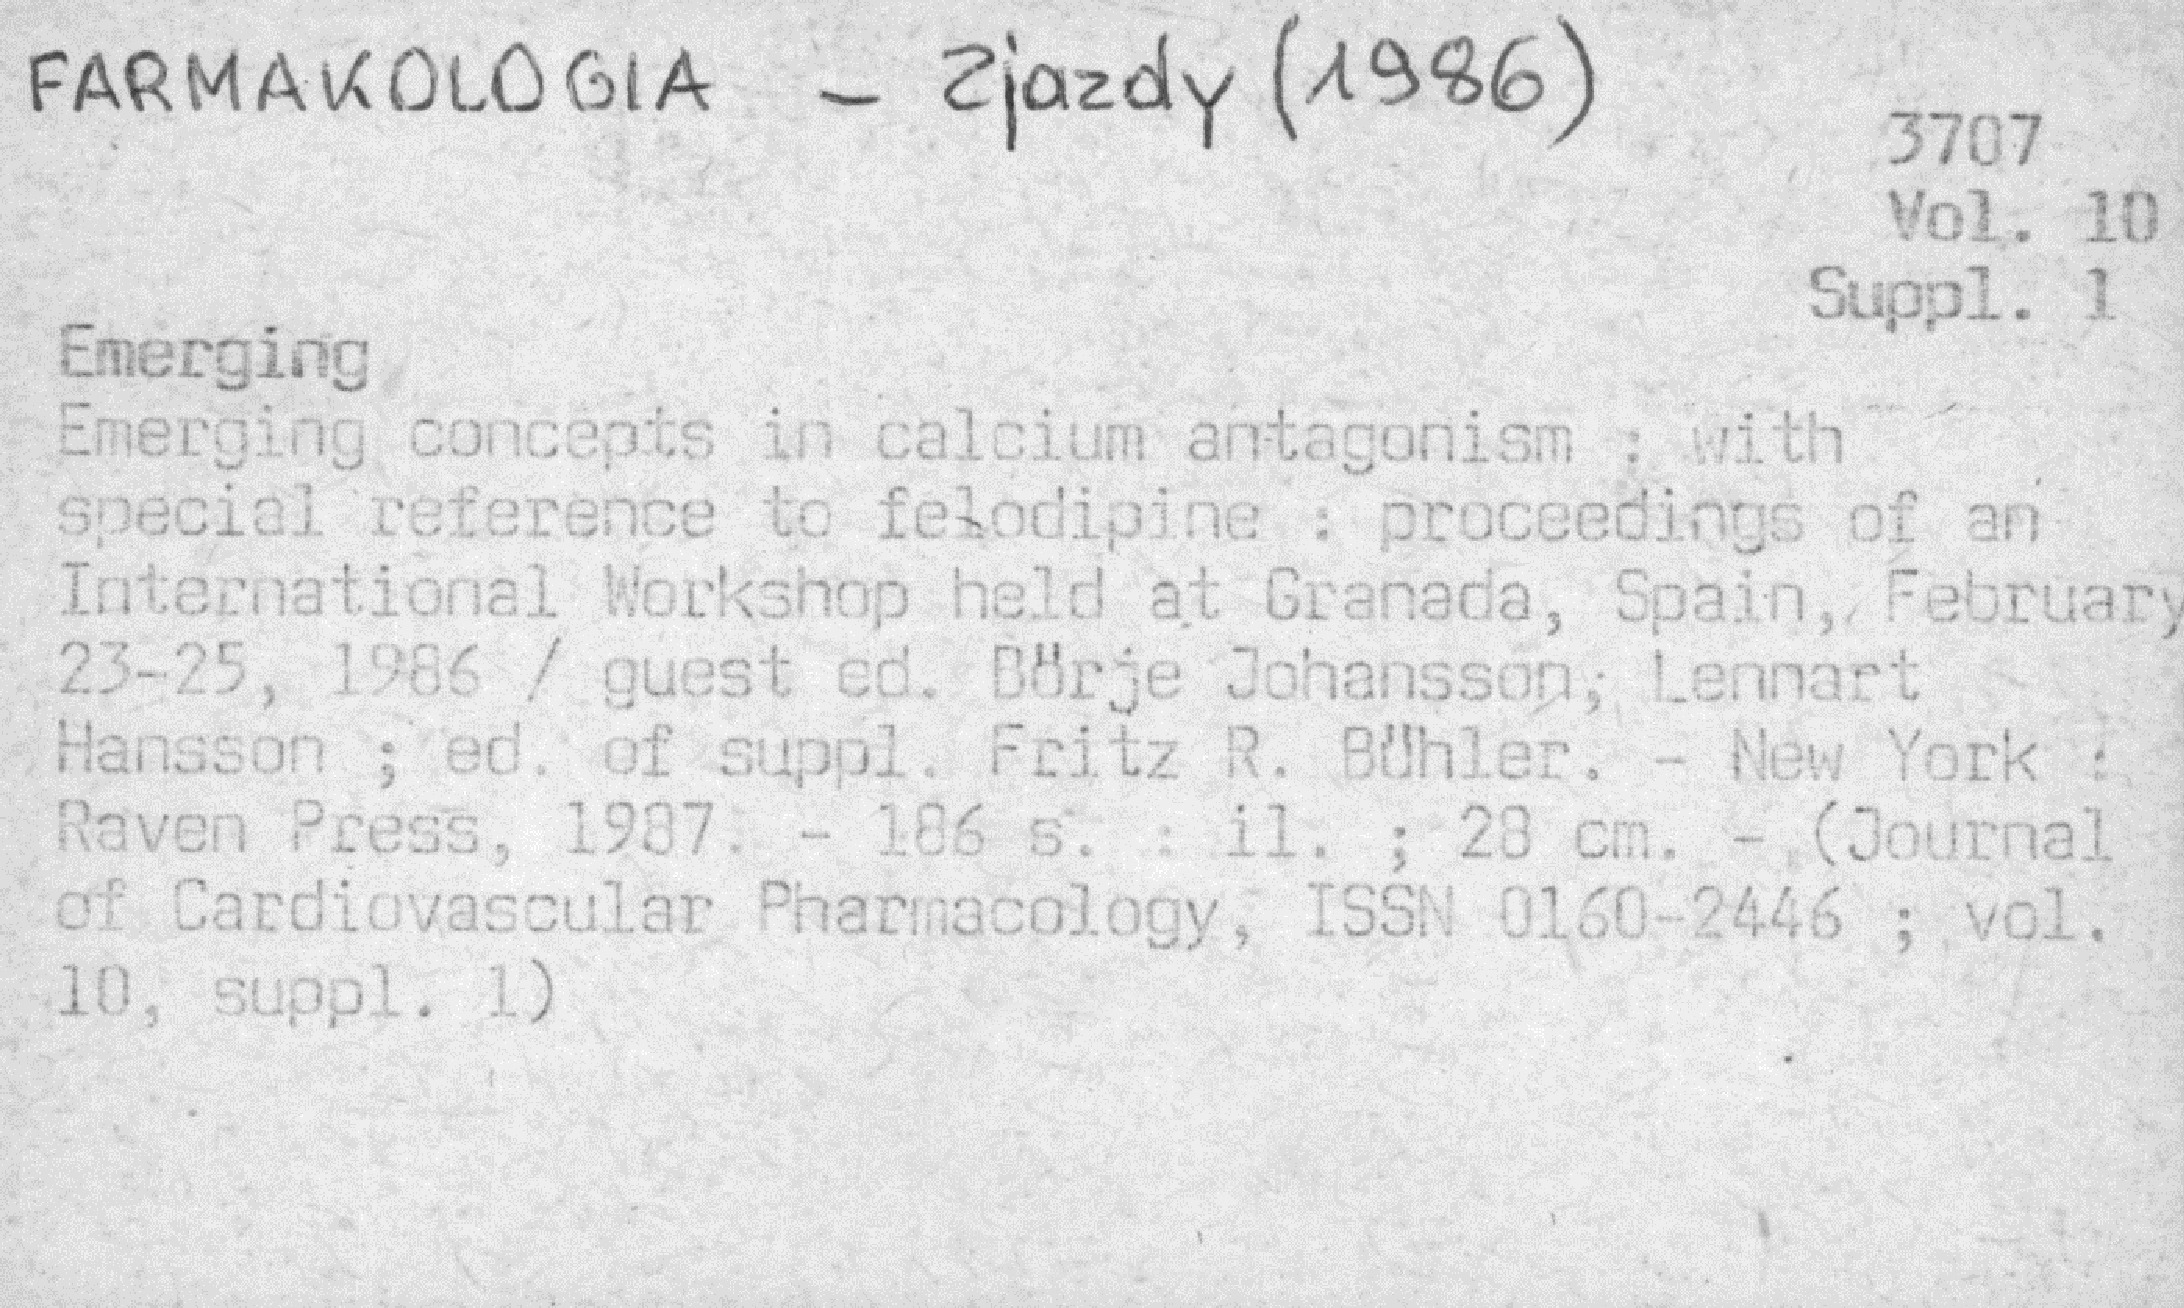 FARMAKOLOGIA - Zjazdy (1986)
3707
Vol. 10
Suppl. 1
Emerging
Emerging concepts in calcium antagonism : with
special reference to felodipine : proceedings of an
International Workshop held at Granada, Spain, February
23-25, 1986 / guest ed. Börje Johansson; Lennart
Hansson ; ed. of suppl. Fritz R. Bühler. - New York :
Raven Press, 1987. - 186 s. : il. ; 28 cm. - (Journal
of Cardiovascular Pharmacology, ISSN 0160-2446 ; vol.
10, suppl. 1)